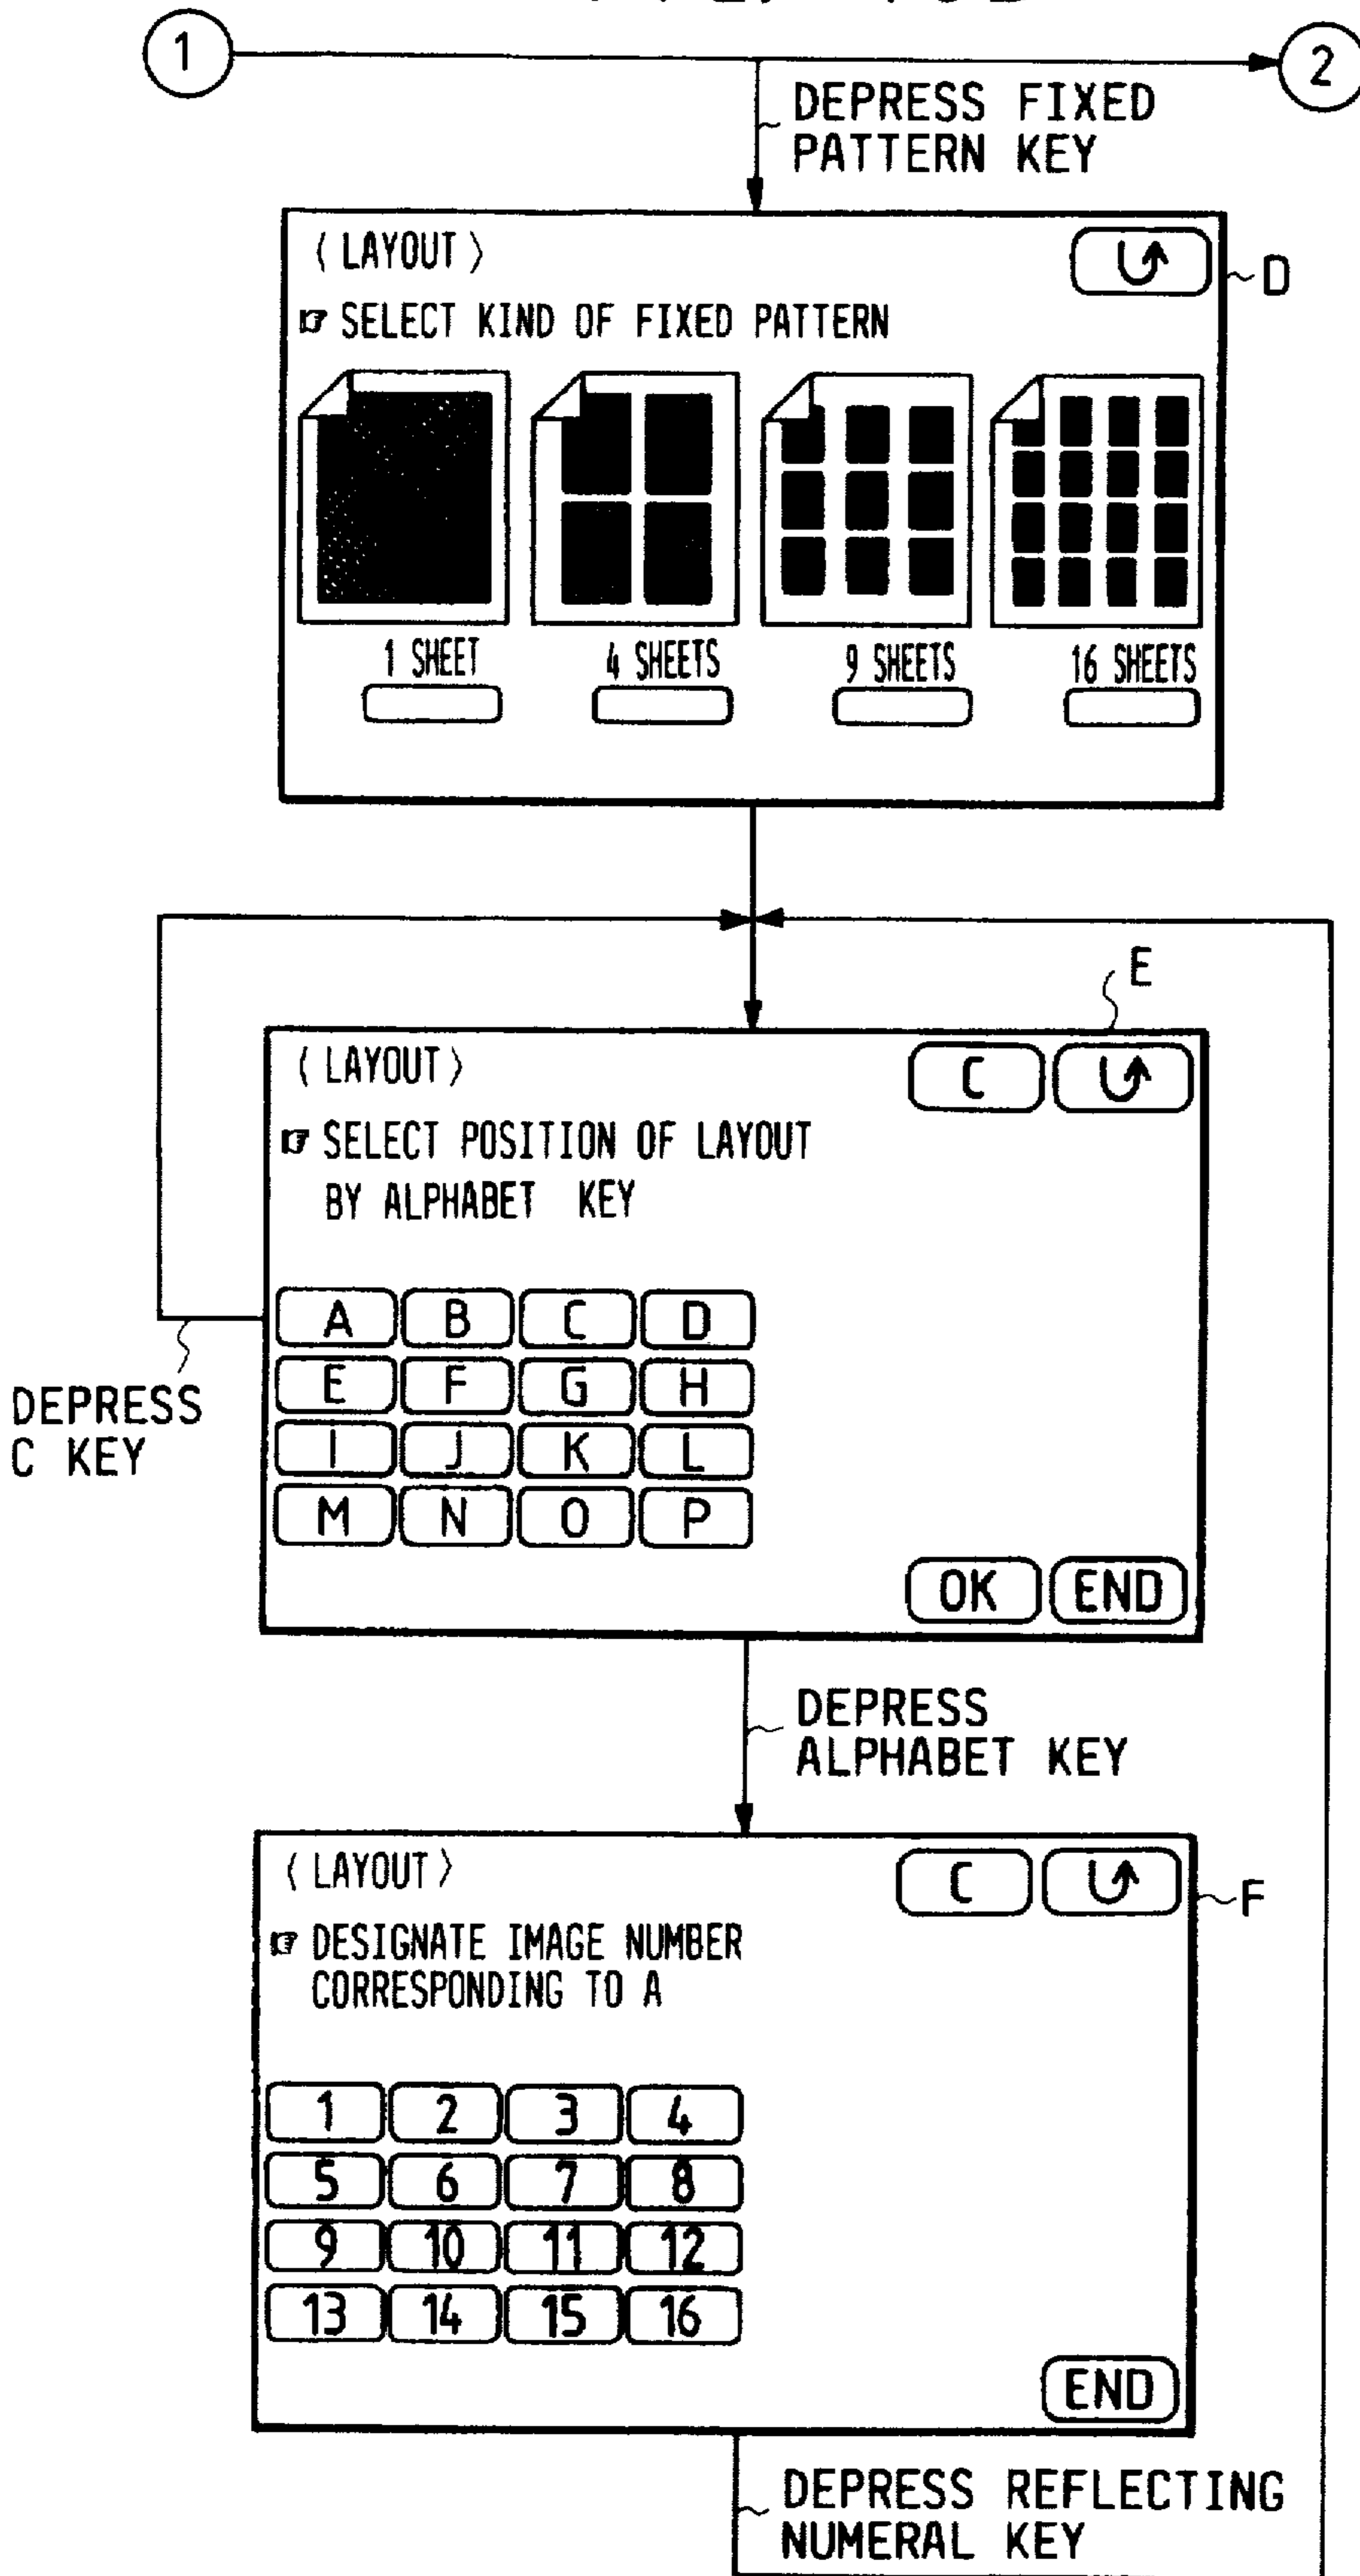 1
2
DEPRESS FIXED
PATTERN KEY
⟨ LAYOUT ⟩
D
☞ SELECT KIND OF FIXED PATTERN
1 SHEET
4 SHEETS
9 SHEETS
16 SHEETS
E
⟨ LAYOUT ⟩
C
☞ SELECT POSITION OF LAYOUT
BY ALPHABET KEY
A B C D
E F G H
I J K L
M N O P
DEPRESS
C KEY
OK END
DEPRESS
ALPHABET KEY
⟨ LAYOUT ⟩
C
F
☞ DESIGNATE IMAGE NUMBER
CORRESPONDING TO A
1 2 3 4
5 6 7 8
9 10 11 12
13 14 15 16
END
DEPRESS REFLECTING
NUMERAL KEY